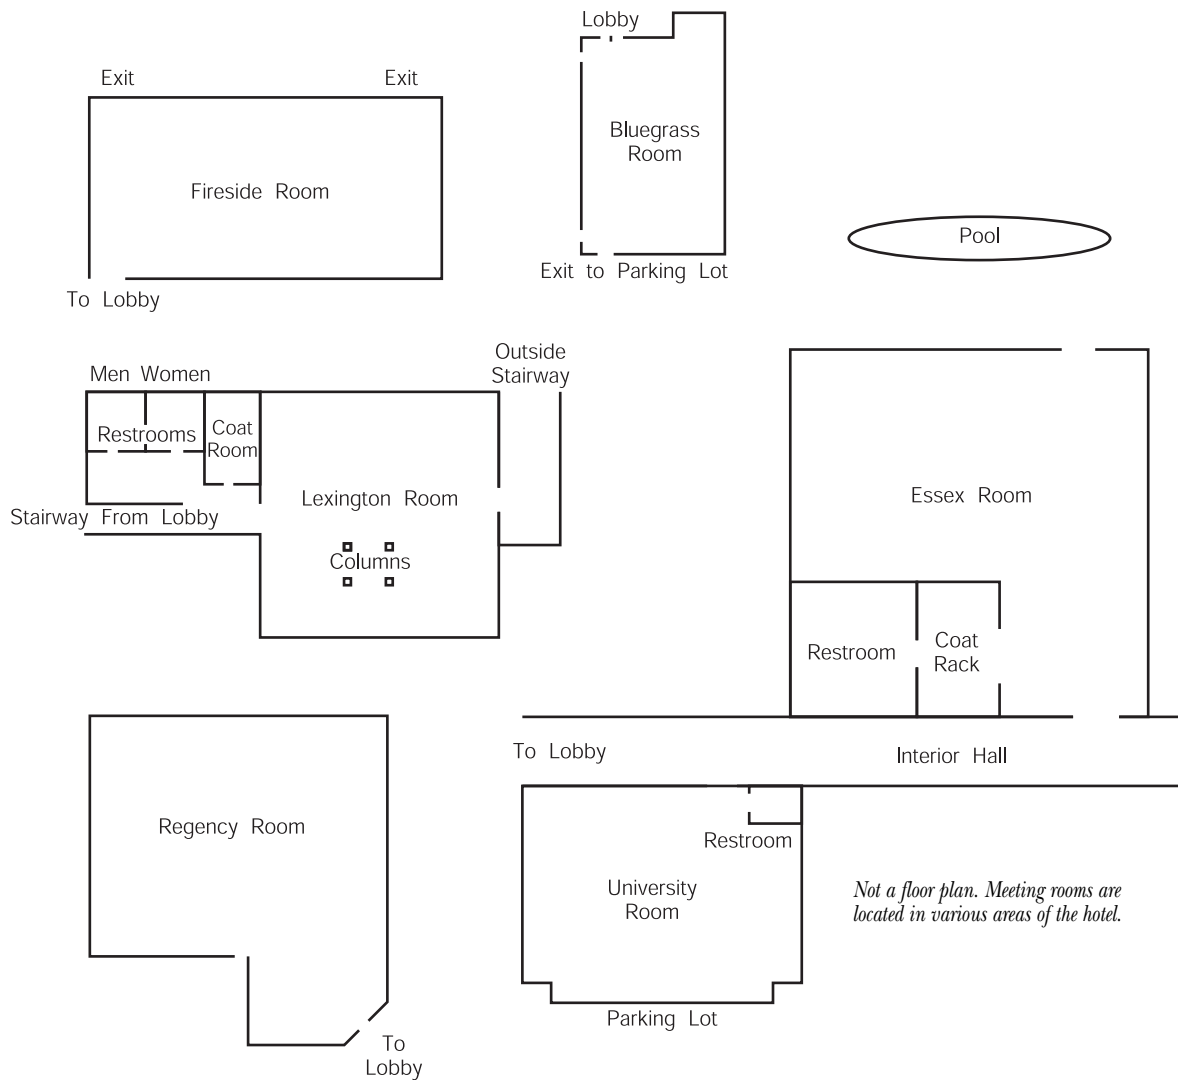 Lobby
Exit
Exit
Bluegrass
Room
Fireside Room
Pool
Exit to Parking Lot
To Lobby
Outside
Stairway
Men Women
Restrooms
Coat
Room
Lexington Room
Essex Room
Stairway From Lobby
Columns
Restroom
Coat
Rack
To Lobby
Interior Hall
Regency Room
Restroom
University
Room
Not a floor plan. Meeting rooms are
located in various areas of the hotel.
Parking Lot
To
Lobby